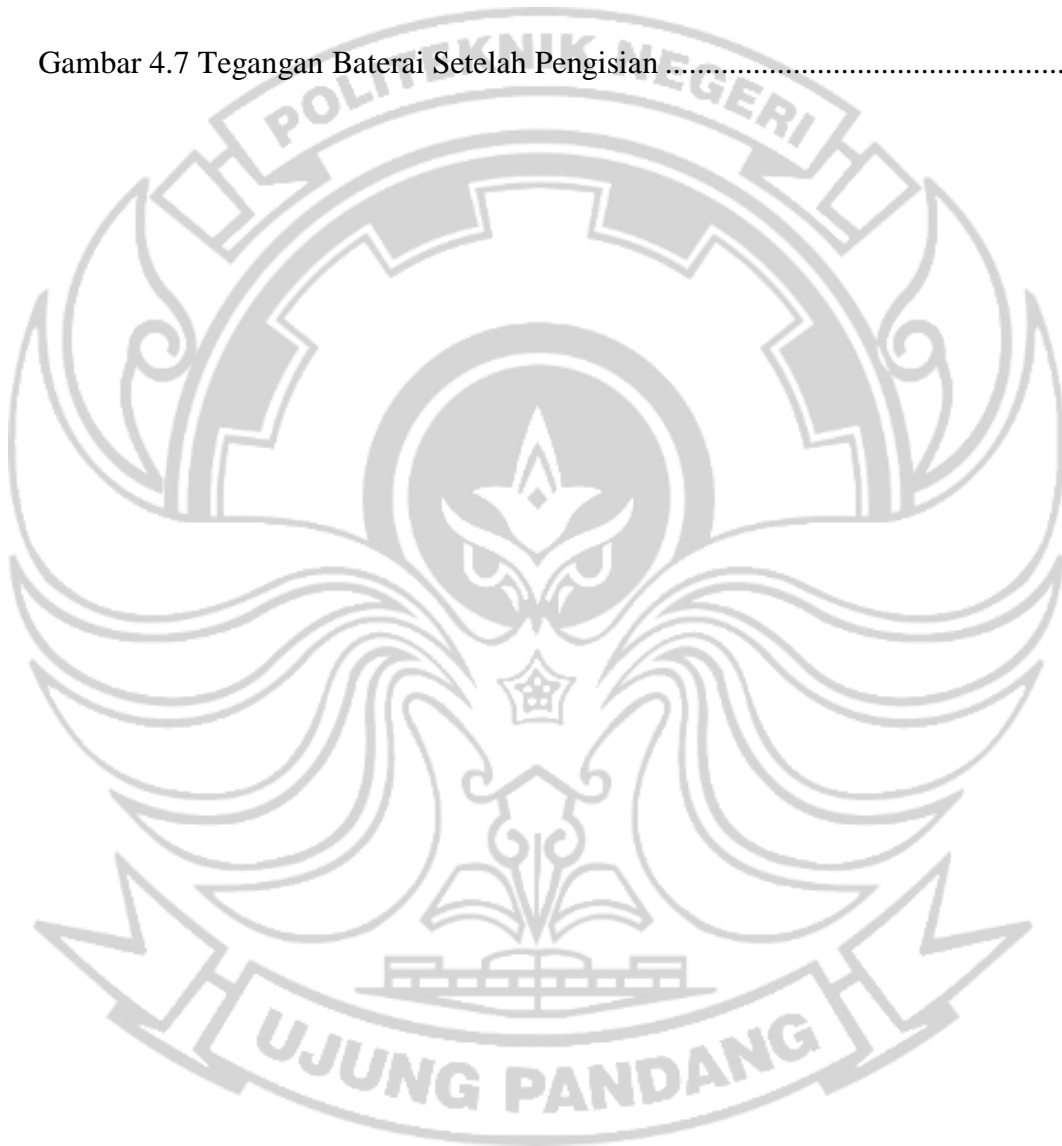 Gambar 4.7 Tegangan Baterai Setelah Pengisian ...................................................
POLITEKNIK NEGERI
UJUNG PANDANG